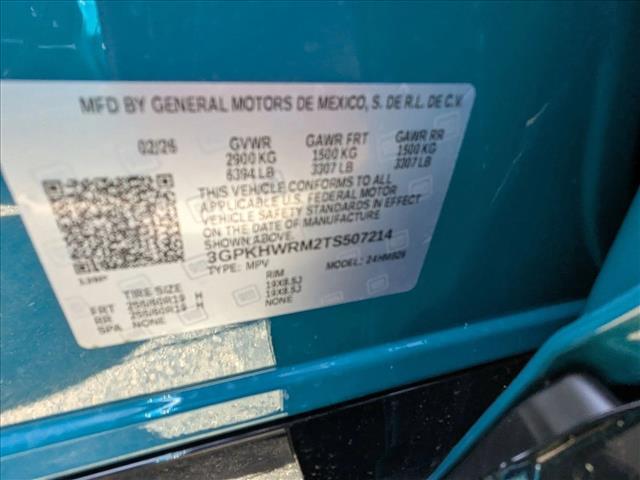 MFD BY GENERAL MOTORS DE MEXICO, S. DE R.L. DE C.V.
02/26 GVWR GAWR FRT GAWR RR
2900 KG 1500 KG 1500 KG
6394 LB 3307 LB 3307 LB
THIS VEHICLE CONFORMS TO ALL
APPLICABLE U.S. FEDERAL MOTOR
VEHICLE SAFETY STANDARDS IN EFFECT
ON THE DATE OF MANUFACTURE
SHOWN ABOVE.
3GPKHWRM2TS507214
TYPE: MPV MODEL:
TIRE SIZE RIM
FRT H 19X8.5J
RR H 19X8.5J
SPA NONE NONE